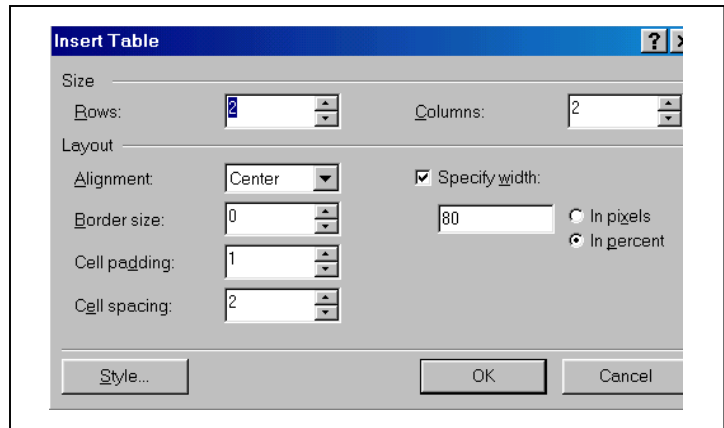 Insert Table
Size
Rows: 2 Columns: 2
Layout
Alignment: Center Specify width:
Border size: 0 80 In pixels
In percent
Cell padding: 1
Cell spacing: 2
Style... OK Cancel